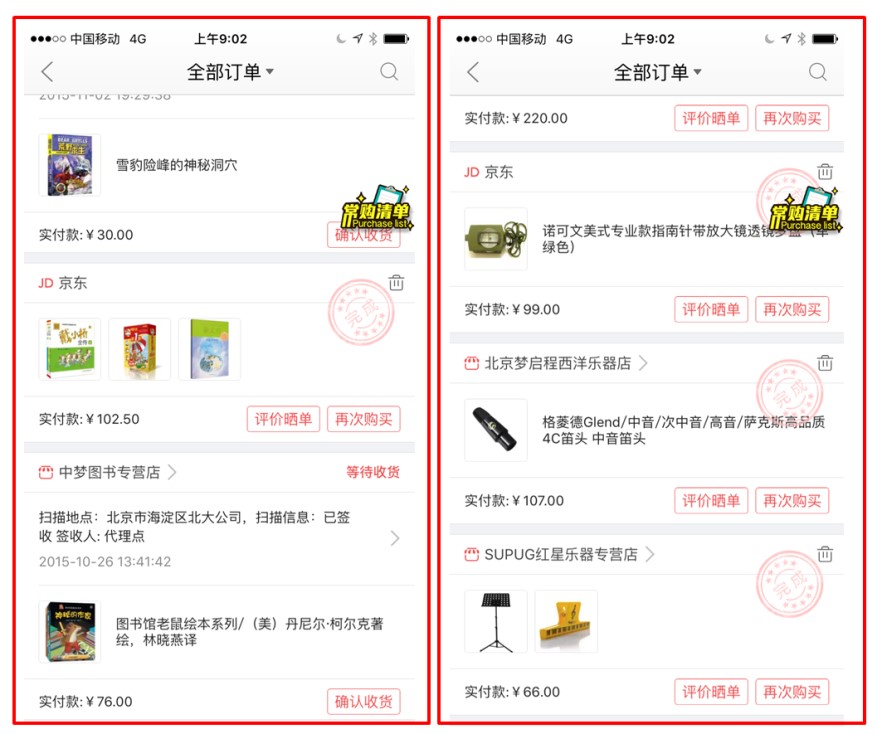 中国移动 4G 上午9:02
全部订单
2015-11-02 19:29:38
雪豹险峰的神秘洞穴
常购清单
Purchase list
实付款:￥30.00 确认收货
JD 京东
完成
戴小桥
实付款:￥102.50 评价晒单 再次购买
中梦图书专营店 等待收货
扫描地点：北京市海淀区北大公司，扫描信息：已签
收 签收人: 代理点
2015-10-26 13:41:42
神秘的作家
图书馆老鼠绘本系列/（美）丹尼尔·柯尔克著
绘，林晓燕译
实付款:￥76.00 确认收货
中国移动 4G 上午9:02
全部订单
实付款:￥220.00 评价晒单 再次购买
JD 京东
常购清单
Purchase list
诺可文美式专业款指南针带放大镜透镜
绿色）
实付款:￥99.00 评价晒单 再次购买
北京梦启程西洋乐器店
完成
格菱德Glend/中音/次中音/高音/萨克斯高品质
4C笛头 中音笛头
实付款:￥107.00 评价晒单 再次购买
SUPUG红星乐器专营店
完成
实付款:￥66.00 评价晒单 再次购买